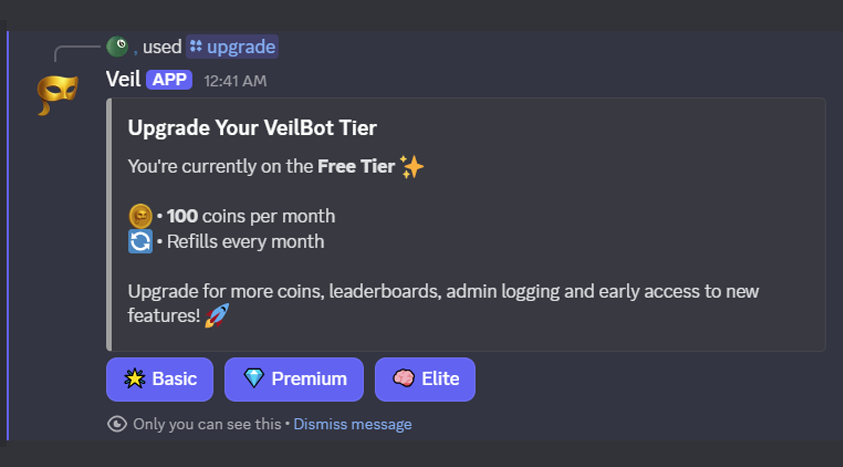 , used upgrade
Veil APP 12:41 AM
Upgrade Your VeilBot Tier
You're currently on the Free Tier ✨
• 100 coins per month
🔄 • Refills every month
Upgrade for more coins, leaderboards, admin logging and early access to new
features! 🚀
🌟 Basic
💎 Premium
🧠 Elite
Only you can see this • Dismiss message